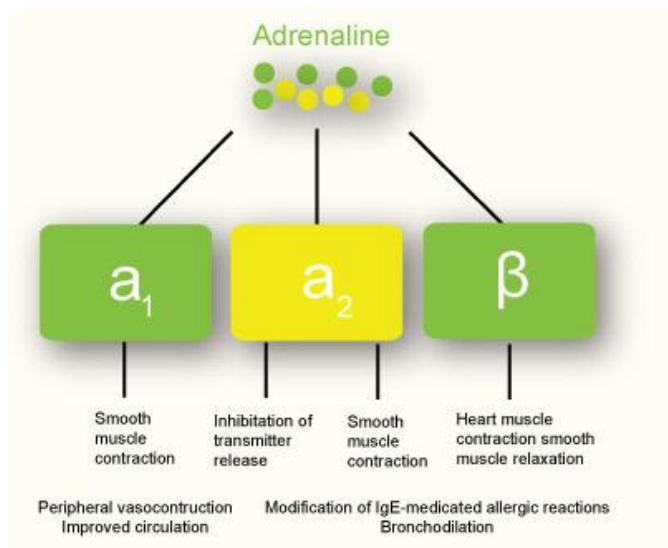 Adrenaline
a1
a2
β
Smooth
muscle
contraction
Inhibitation of
transmitter
release
Smooth
muscle
contraction
Heart muscle
contraction smooth
muscle relaxation
Peripheral vasocontruction
Improved circulation
Modification of IgE-medicated allergic reactions
Bronchodilation